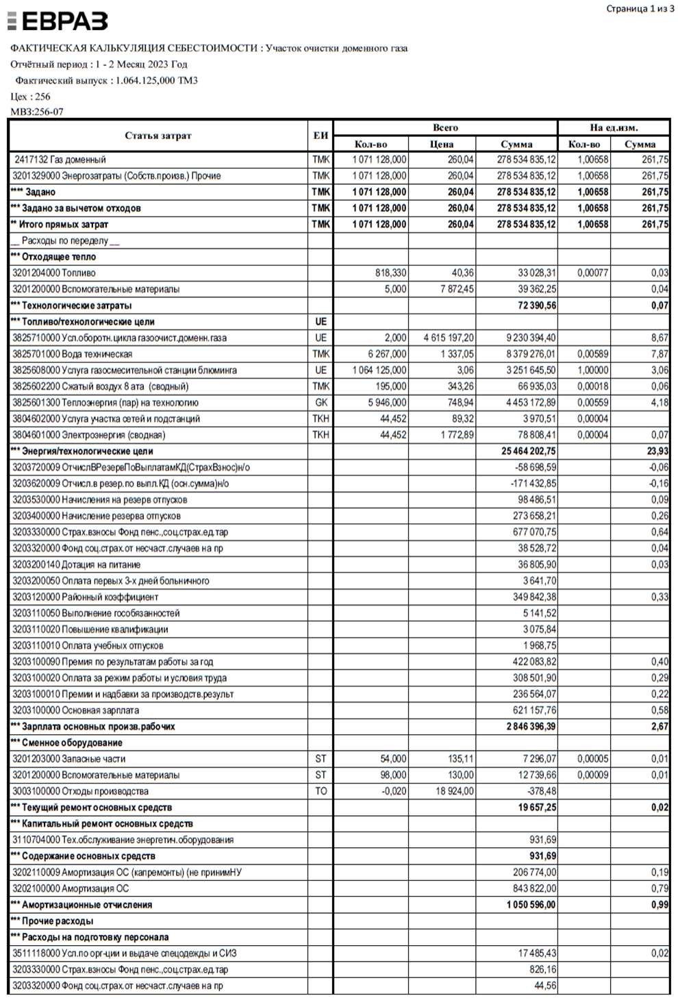 Страница 1 из 3
ЕВРАЗ
ФАКТИЧЕСКАЯ КАЛЬКУЛЯЦИЯ СЕБЕСТОИМОСТИ : Участок очистки доменного газа
Отчётный период : 1 - 2 Месяц 2023 Год
Фактический выпуск : 1.064.125,000 ТМ3
Цех : 256
МВЗ:256-07
Статья затрат ЕИ Всего На ед.изм.
Кол-во Цена Сумма Кол-во Сумма
2417132 Газ доменный ТМК 1 071 128,000 260,04 278 534 835,12 1,00658 261,75
3201329000 Энергозатраты (Собств.произв.) Прочие ТМК 1 071 128,000 260,04 278 534 835,12 1,00658 261,75
**** Задано ТМК 1 071 128,000 260,04 278 534 835,12 1,00658 261,75
*** Задано за вычетом отходов ТМК 1 071 128,000 260,04 278 534 835,12 1,00658 261,75
** Итого прямых затрат ТМК 1 071 128,000 260,04 278 534 835,12 1,00658 261,75
__ Расходы по переделу __
*** Отходящее тепло
3201204000 Топливо 818,330 40,36 33 028,31 0,00077 0,03
3201200000 Вспомогательные материалы 5,000 7 872,45 39 362,25 0,04
*** Технологические затраты 72 390,56 0,07
*** Топливо/технологические цели UE
3825710000 Усл.оборотн.цикла газоочист.доменн.газа UE 2,000 4 615 197,20 9 230 394,40 8,67
3825701000 Вода техническая ТМК 6 267,000 1 337,05 8 379 276,01 0,00589 7,87
3825608000 Услуга газосмесительной станции блюминга UE 1 064 125,000 3,06 3 251 645,50 1,00000 3,06
3825602200 Сжатый воздух 8 ата (сводный) ТМК 195,000 343,26 66 935,03 0,00018 0,06
3825601300 Теплоэнергия (пар) на технологию GK 5 946,000 748,94 4 453 172,89 0,00559 4,18
3804602000 Услуга участка сетей и подстанций ТКН 44,452 89,32 3 970,51 0,00004
3804601000 Электроэнергия (сводная) ТКН 44,452 1 772,89 78 808,41 0,00004 0,07
*** Энергия/технологические цели 25 464 202,75 23,93
3203720009 ОтчислВРезервПоВыплатамКД(СтрахВзнос)н/о -58 698,59 -0,06
3203620009 Отчисл.в резер.по выпл.КД (осн.сумма)н/о -171 432,85 -0,16
3203530000 Начисления на резерв отпусков 98 486,51 0,09
3203400000 Начисление резерва отпусков 273 658,21 0,26
3203330000 Страх.взносы Фонд пенс.,соц.страх.ед.тар 677 070,75 0,64
3203320000 Фонд соц.страх.от несчаст.случаев на пр 38 528,72 0,04
3203200140 Дотация на питание 36 805,90 0,03
3203200050 Оплата первых 3-х дней больничного 3 641,70
3203120000 Районный коэффициент 349 842,38 0,33
3203110050 Выполнение гособязанностей 5 141,52
3203110020 Повышение квалификации 3 075,84
3203110010 Оплата учебных отпусков 1 968,75
3203100090 Премия по результатам работы за год 422 083,82 0,40
3203100020 Оплата за режим работы и условия труда 308 501,90 0,29
3203100010 Премии и надбавки за производств.результ 236 564,07 0,22
3203100000 Основная зарплата 621 157,76 0,58
*** Зарплата основных произв.рабочих 2 846 396,39 2,67
*** Сменное оборудование
3201203000 Запасные части ST 54,000 135,11 7 296,07 0,00005 0,01
3201200000 Вспомогательные материалы ST 98,000 130,00 12 739,66 0,00009 0,01
3003100000 Отходы производства ТО -0,020 18 924,00 -378,48
*** Текущий ремонт основных средств 19 657,25 0,02
*** Капитальный ремонт основных средств
3110704000 Тех.обслуживание энергетич.оборудования 931,69
*** Содержание основных средств 931,69
3202110009 Амортизация ОС (капремонты) (не принимНУ 206 774,00 0,19
3202100000 Амортизация ОС 843 822,00 0,79
*** Амортизационные отчисления 1 050 596,00 0,99
*** Прочие расходы
*** Расходы на подготовку персонала
3511118000 Усл.по орг-ции и выдаче спецодежды и СИЗ 17 485,43 0,02
3203330000 Страх.взносы Фонд пенс.,соц.страх.ед.тар 826,16
3203320000 Фонд соц.страх.от несчаст.случаев на пр 44,56